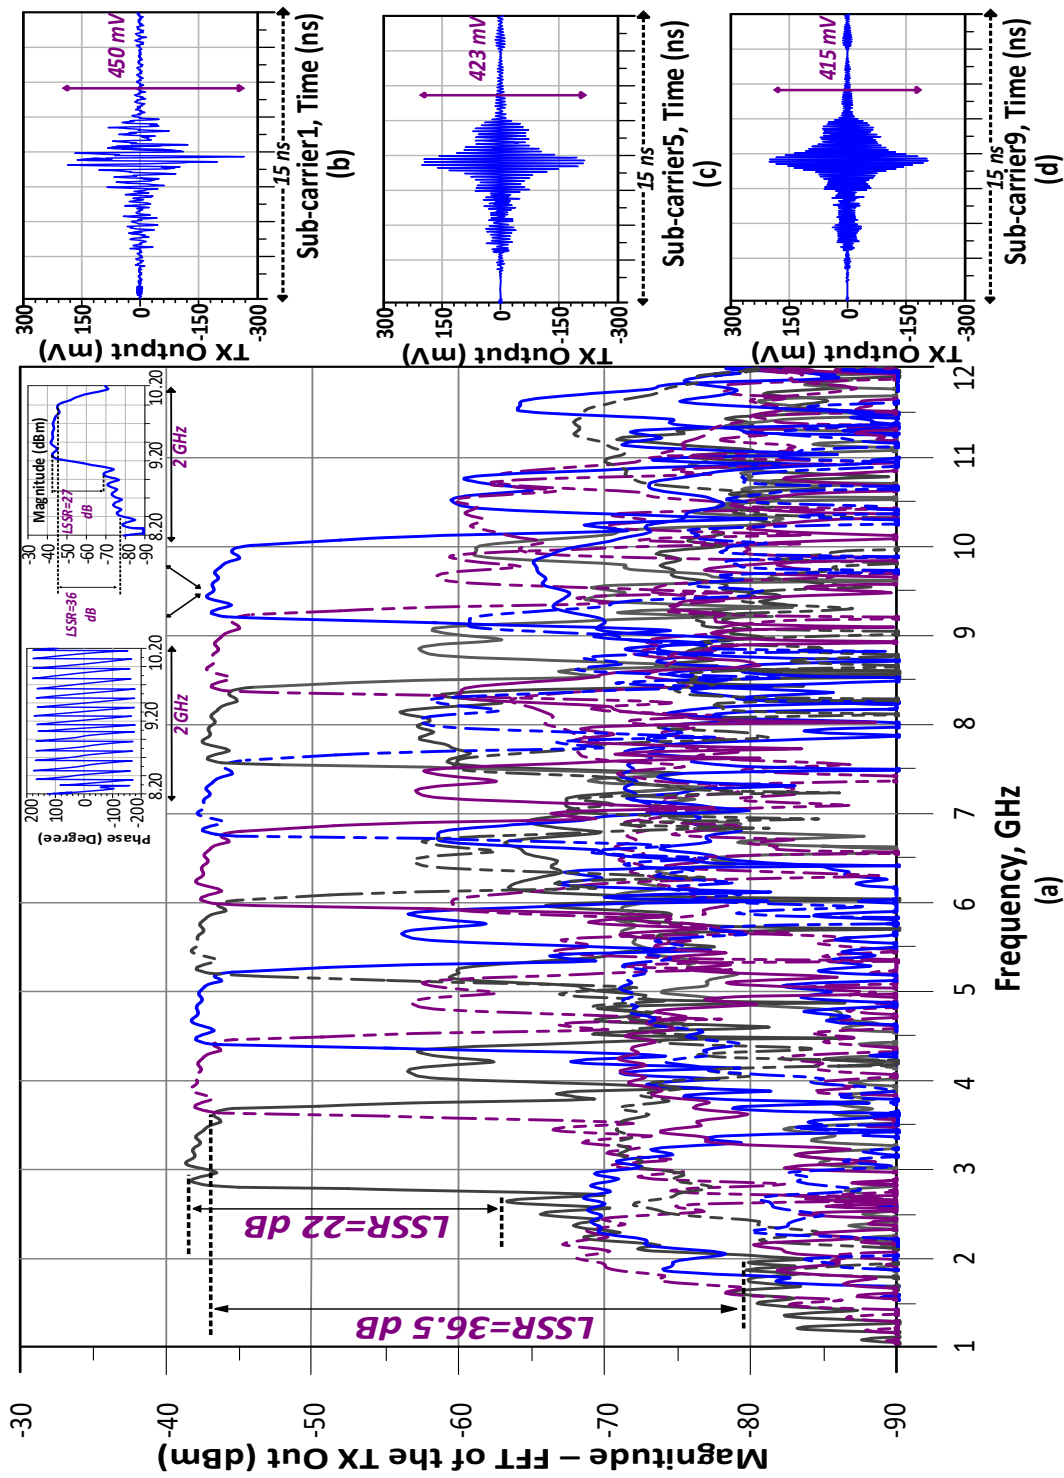 Magnitude – FFT of the TX Out (dBm)
-30
-40
-50
-60
-70
-80
-90
1
2
3
4
5
6
7
8
9
10
11
12
Frequency, GHz
(a)
LSSR=22 dB
LSSR=36.5 dB
Phase (Degree)
200
100
0
-100
-200
8.20
9.20
10.20
2 GHz
LSSR=36
dB
Magnitude (dBm)
LSSR=27
dB
-30
-40
-50
-60
-70
-80
-90
8.20
9.20
10.20
2 GHz
TX Output (mV)
300
150
0
-150
-300
450 mV
15 ns
Sub-carrier1, Time (ns)
(b)
TX Output (mV)
300
150
0
-150
-300
423 mV
15 ns
Sub-carrier5, Time (ns)
(c)
TX Output (mV)
300
150
0
-150
-300
415 mV
15 ns
Sub-carrier9, Time (ns)
(d)